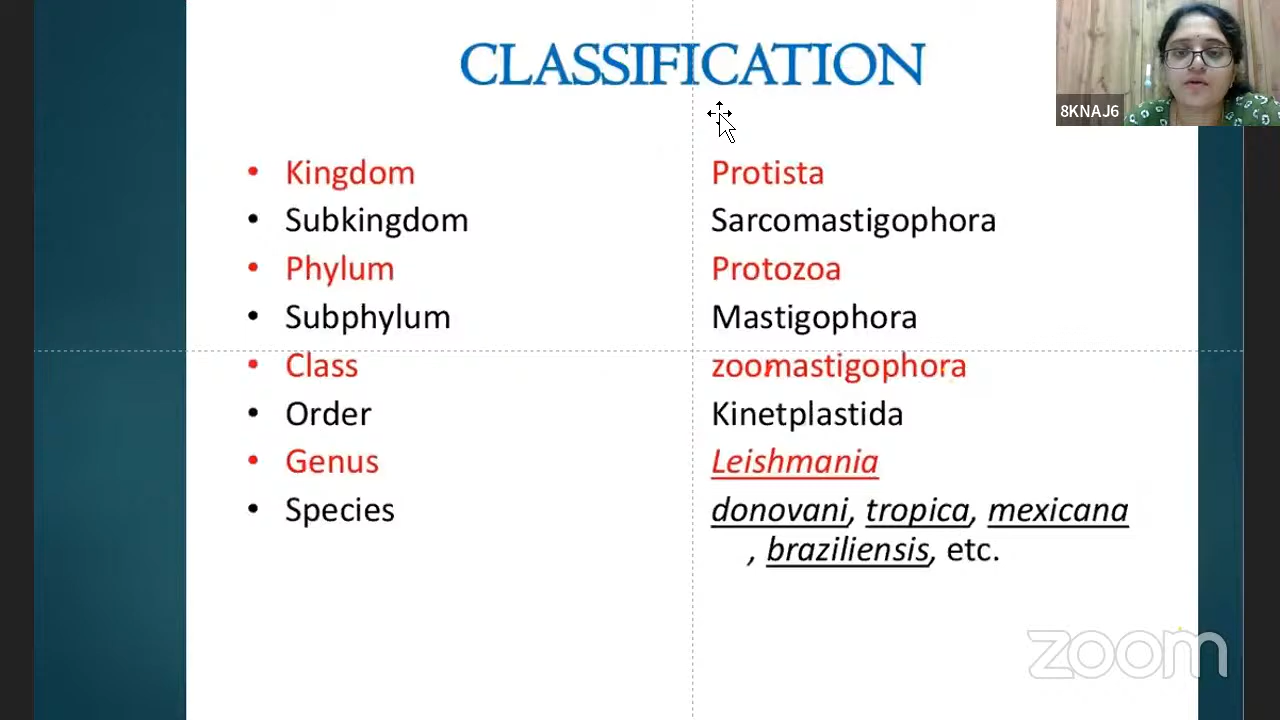 CLASSIFICATION
8KNAJ6
• Kingdom Protista
• Subkingdom Sarcomastigophora
• Phylum Protozoa
• Subphylum Mastigophora
• Class zoomastigophora
• Order Kinetplastida
• Genus Leishmania
• Species donovani, tropica, mexicana
, braziliensis, etc.
zoom